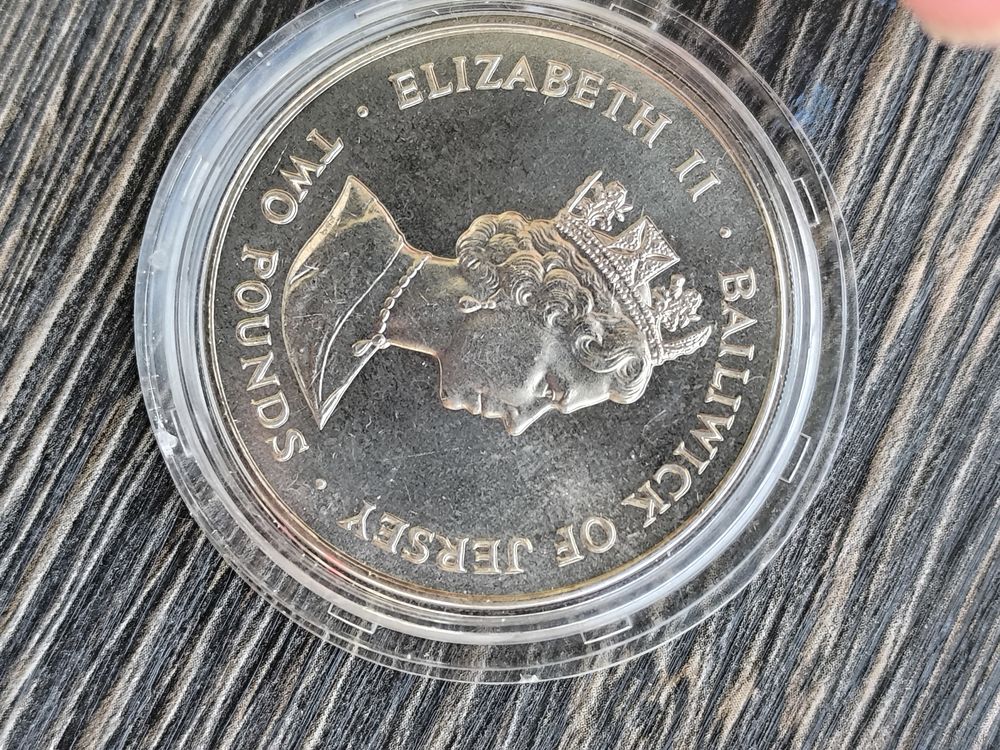 ELIZABETH II · BAILIWICK OF JERSEY · TWO POUNDS ·